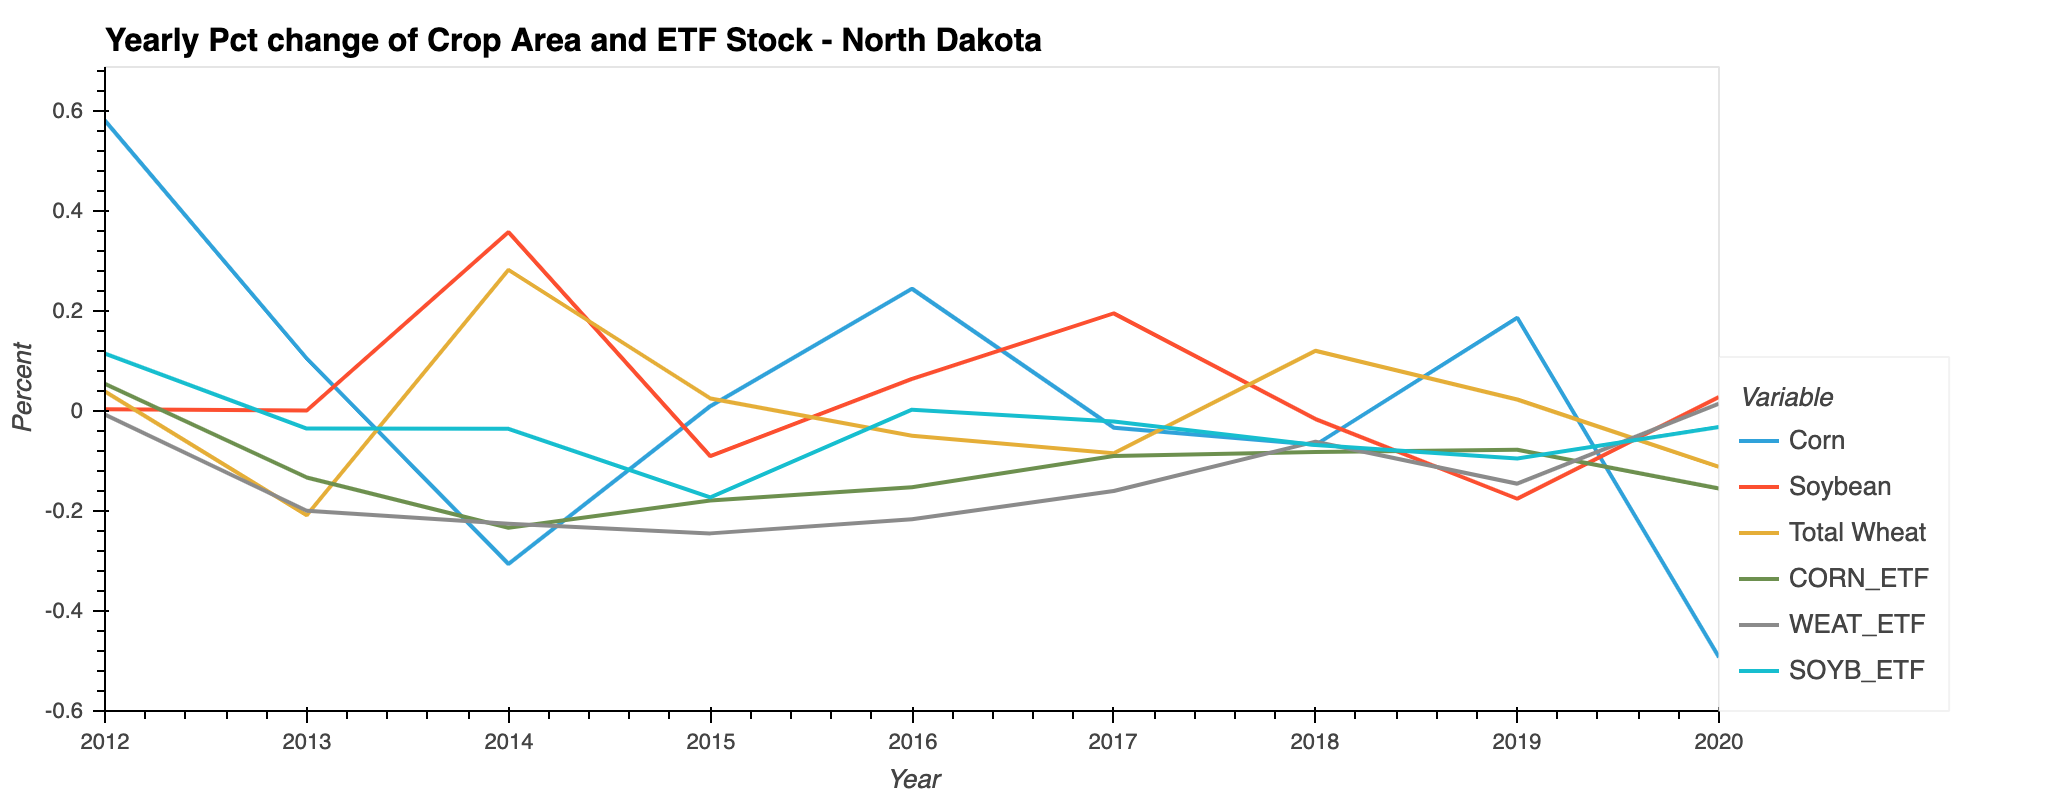 Yearly Pct change of Crop Area and ETF Stock - North Dakota
Percent
0.6
0.4
0.2
0
-0.2
-0.4
-0.6
2012 2013 2014 2015 2016 2017 2018 2019 2020
Year
Variable
Corn
Soybean
Total Wheat
CORN_ETF
WEAT_ETF
SOYB_ETF